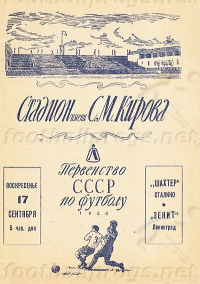 Стадион имени С.М. Кирова
Первенство
СССР
по футболу
1950
ВОСКРЕСЕНЬЕ
17
СЕНТЯБРЯ
5 час. дня
„ШАХТЕР"
СТАЛИНО
„ЗЕНИТ"
Ленинград